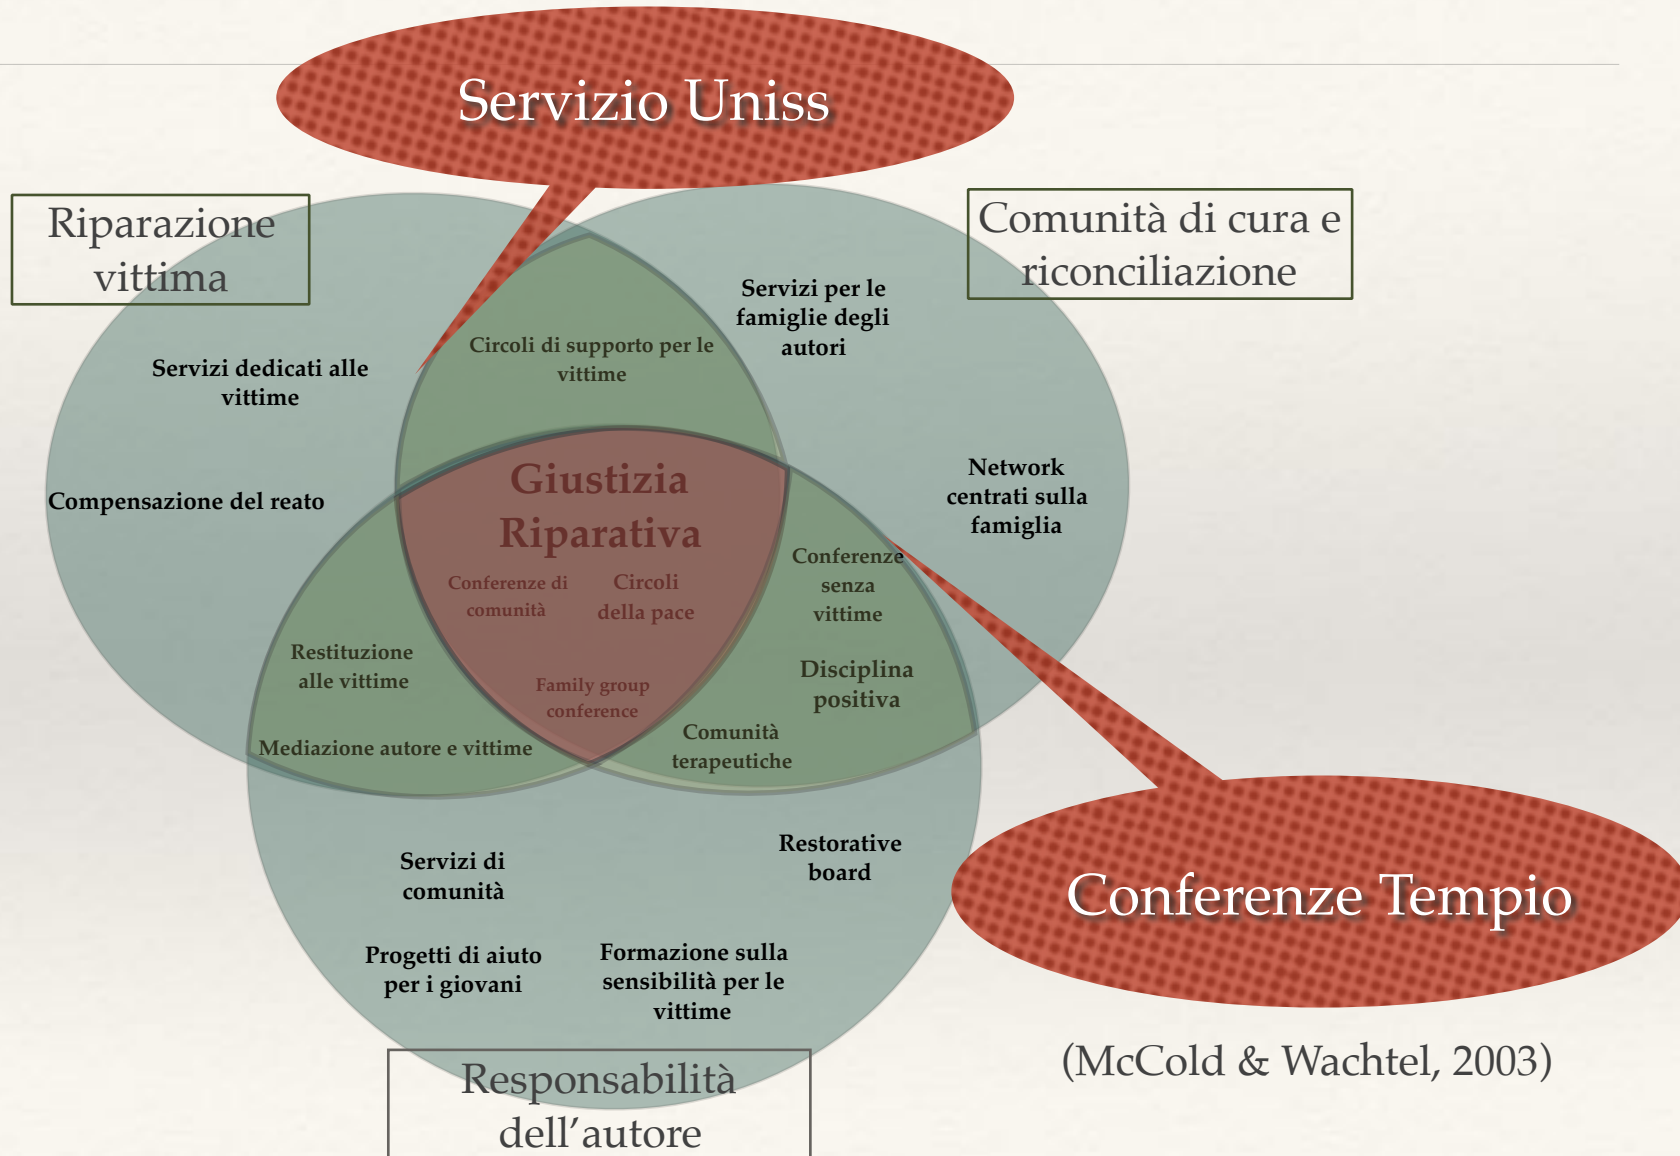 Servizio Uniss
Riparazione
vittima
Comunità di cura e
riconciliazione
Servizi per le
famiglie degli
autori
Circoli di supporto per le
vittime
Servizi dedicati alle
vittime
Compensazione del reato
Network
centrati sulla
famiglia
Giustizia
Riparativa
Conferenze di
comunità
Circoli
della pace
Family group
conference
Conferenze
senza
vittime
Disciplina
positiva
Comunità
terapeutiche
Restituzione
alle vittime
Mediazione autore e vittime
Servizi di
comunità
Restorative
board
Progetti di aiuto
per i giovani
Formazione sulla
sensibilità per le
vittime
Conferenze Tempio
Responsabilità
dell’autore
(McCold & Wachtel, 2003)